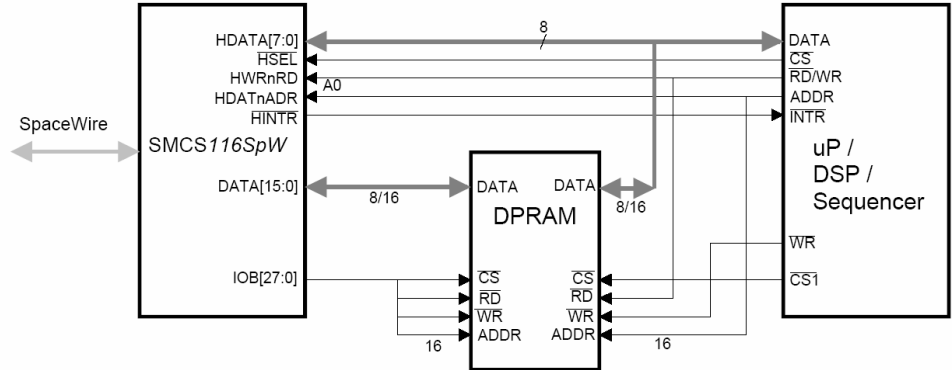 8
HDATA[7:0]
DATA
HSEL
CS
HWRnRD
RD/WR
A0
HDATnADR
ADDR
HINTR
INTR
SpaceWire
SMCS116SpW
uP /
DSP /
Sequencer
DATA[15:0]
DATA
DATA
8/16
8/16
DPRAM
WR
IOB[27:0]
CS
CS
CS1
RD
RD
WR
WR
ADDR
ADDR
16
16